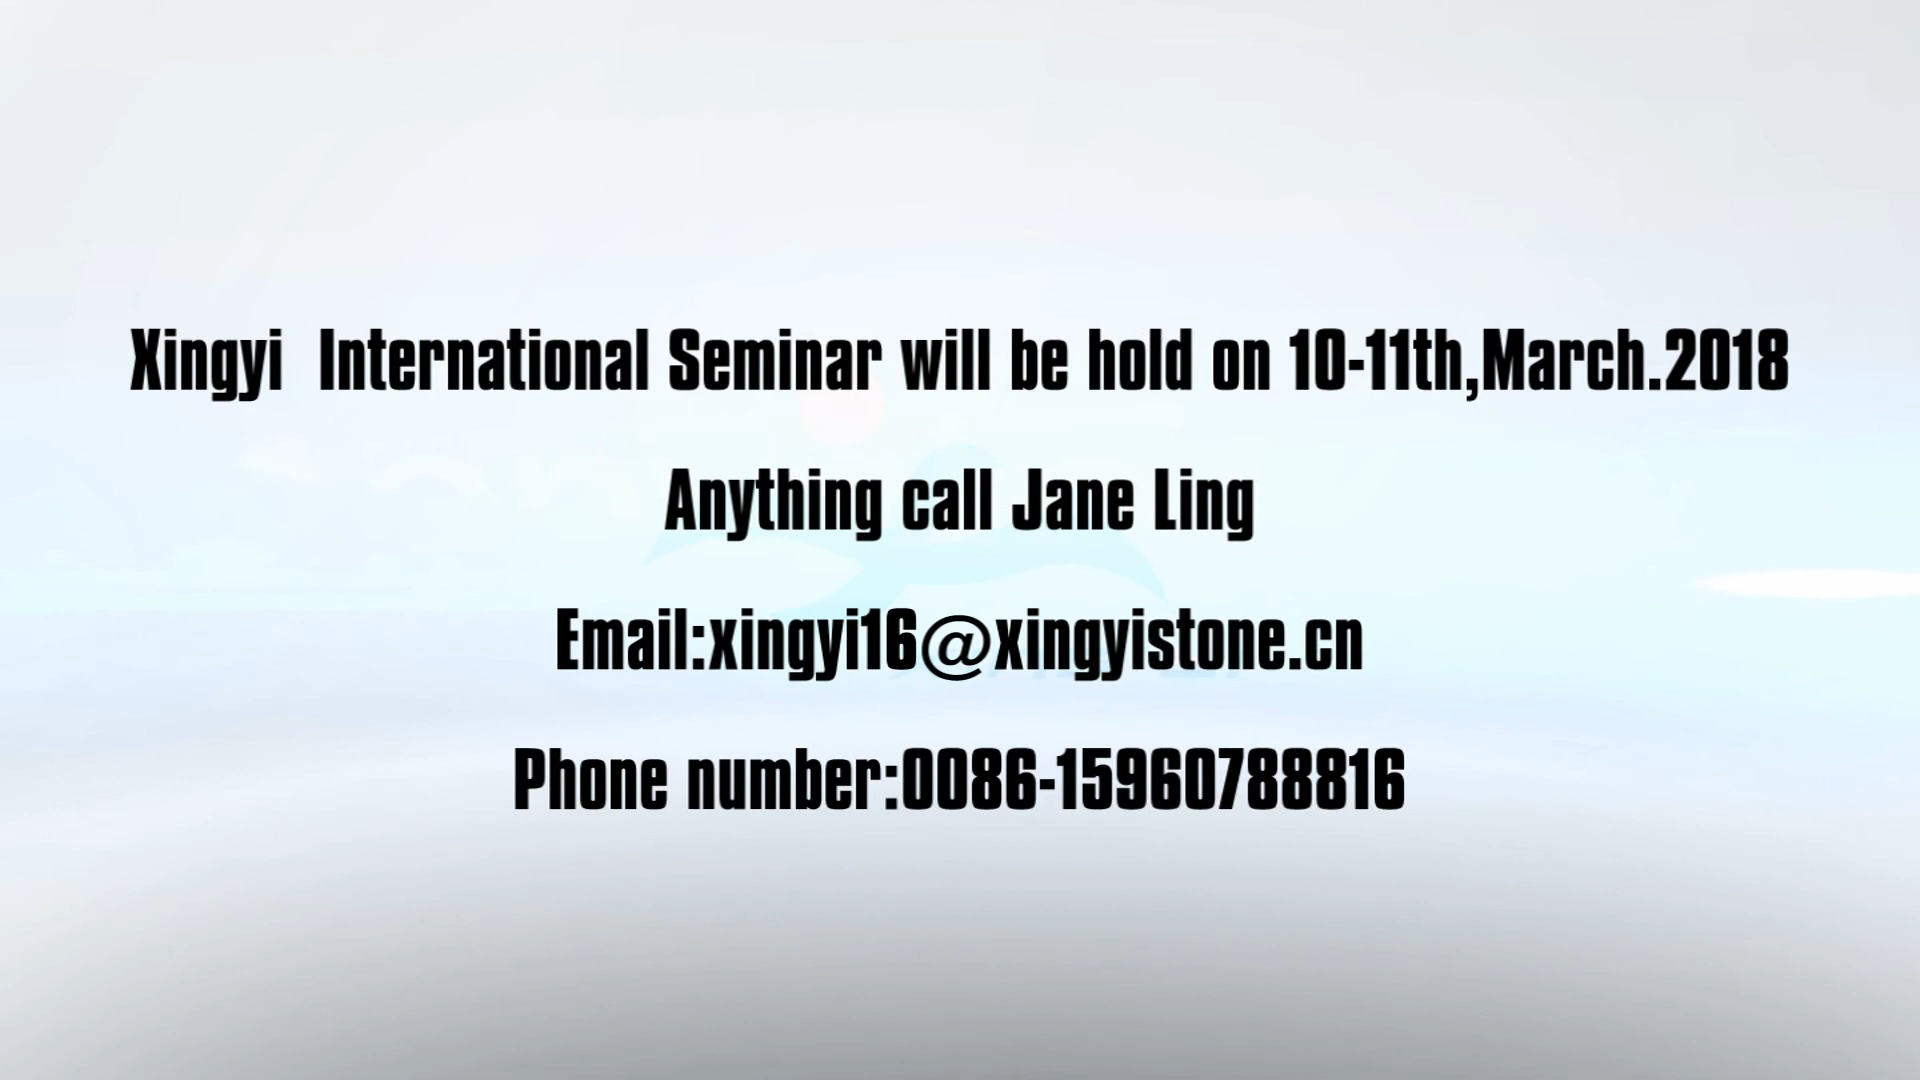 Xingyi  International Seminar will be hold on 10-11th,March.2018
Anything call Jane Ling
Email:xingyi16@xingyistone.cn
Phone number:0086-15960788816